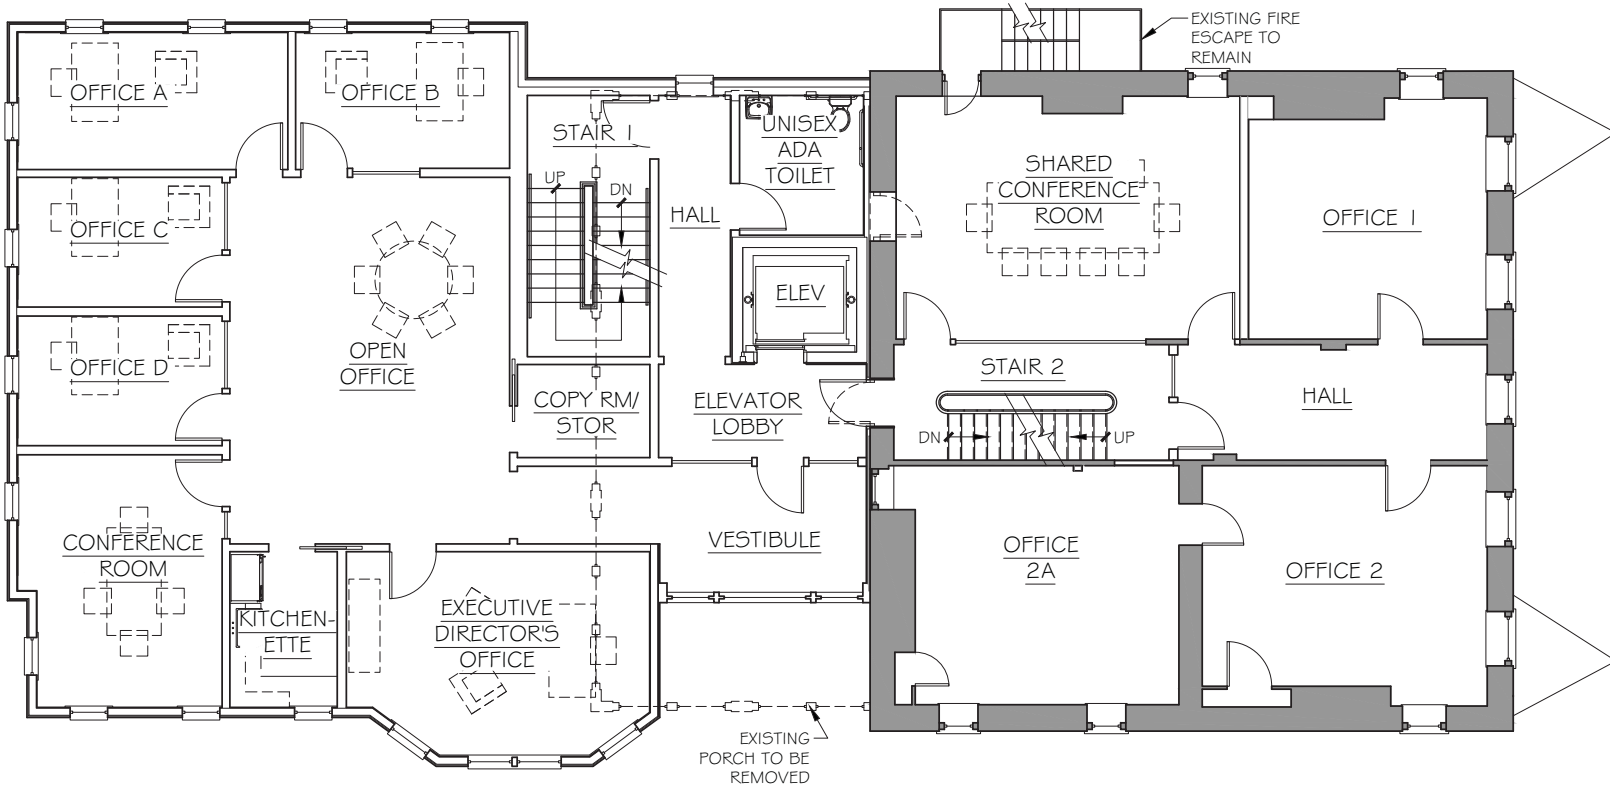 EXISTING FIRE
ESCAPE TO
REMAIN
OFFICE A
OFFICE B
STAIR 1
UNISEX
ADA
TOILET
UP
DN
HALL
SHARED
CONFERENCE
ROOM
OFFICE 1
OFFICE C
ELEV
OPEN
OFFICE
OFFICE D
STAIR 2
COPY RM/
STOR
ELEVATOR
LOBBY
HALL
DN
UP
CONFERENCE
ROOM
VESTIBULE
OFFICE
2A
OFFICE 2
KITCHEN-
ETTE
EXECUTIVE
DIRECTOR'S
OFFICE
EXISTING
PORCH TO BE
REMOVED